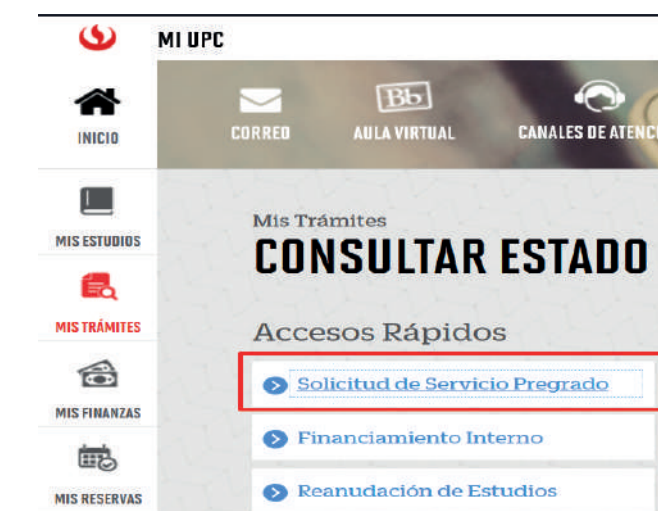 MI UPC
INICIO
CORREO
Bb
AULA VIRTUAL
CANALES DE ATENC
MIS ESTUDIOS
MIS TRÁMITES
MIS FINANZAS
MIS RESERVAS
Mis Trámites
CONSULTAR ESTADO
Accesos Rápidos
Solicitud de Servicio Pregrado
Financiamiento Interno
Reanudación de Estudios